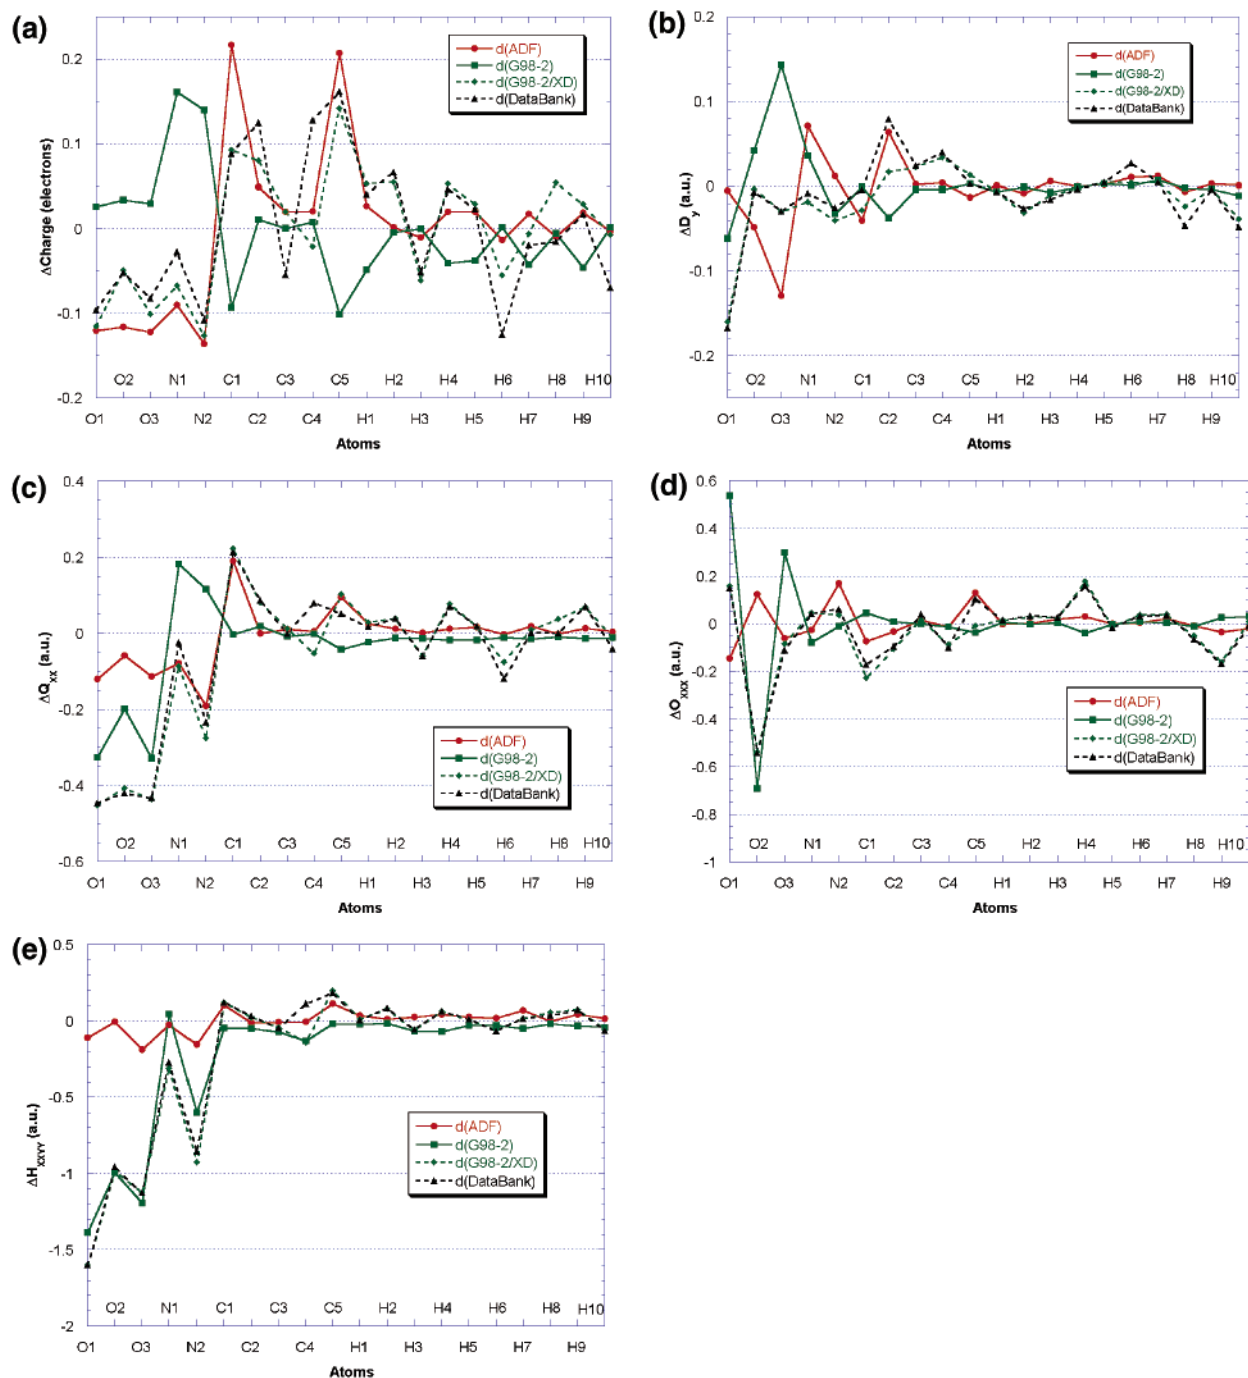 (a)
ΔCharge (electrons)
0.2
0.1
0
-0.1
-0.2
d(ADF)
d(G98-2)
d(G98-2/XD)
d(DataBank)
O2 N1 C1 C3 C5 H2 H4 H6 H8 H10
O1 O3 N2 C2 C4 H1 H3 H5 H7 H9
Atoms
(b)
ΔDy (a.u.)
0.2
0.1
0
-0.1
-0.2
d(ADF)
d(G98-2)
d(G98-2/XD)
d(DataBank)
O2 N1 C1 C3 C5 H2 H4 H6 H8 H10
O1 O3 N2 C2 C4 H1 H3 H5 H7 H9
Atoms
(c)
ΔQxx (a.u.)
0.4
0.2
0
-0.2
-0.4
-0.6
d(ADF)
d(G98-2)
d(G98-2/XD)
d(DataBank)
O2 N1 C1 C3 C5 H2 H4 H6 H8 H10
O1 O3 N2 C2 C4 H1 H3 H5 H7 H9
Atoms
(d)
ΔOxxx (a.u.)
0.6
0.4
0.2
0
-0.2
-0.4
-0.6
-0.8
-1
d(ADF)
d(G98-2)
d(G98-2/XD)
d(DataBank)
O2 N1 C1 C3 C5 H2 H4 H6 H8 H10
O1 O3 N2 C2 C4 H1 H3 H5 H7 H9
Atoms
(e)
ΔHxxyy (a.u.)
0.5
0
-0.5
-1
-1.5
-2
d(ADF)
d(G98-2)
d(G98-2/XD)
d(DataBank)
O2 N1 C1 C3 C5 H2 H4 H6 H8 H10
O1 O3 N2 C2 C4 H1 H3 H5 H7 H9
Atoms